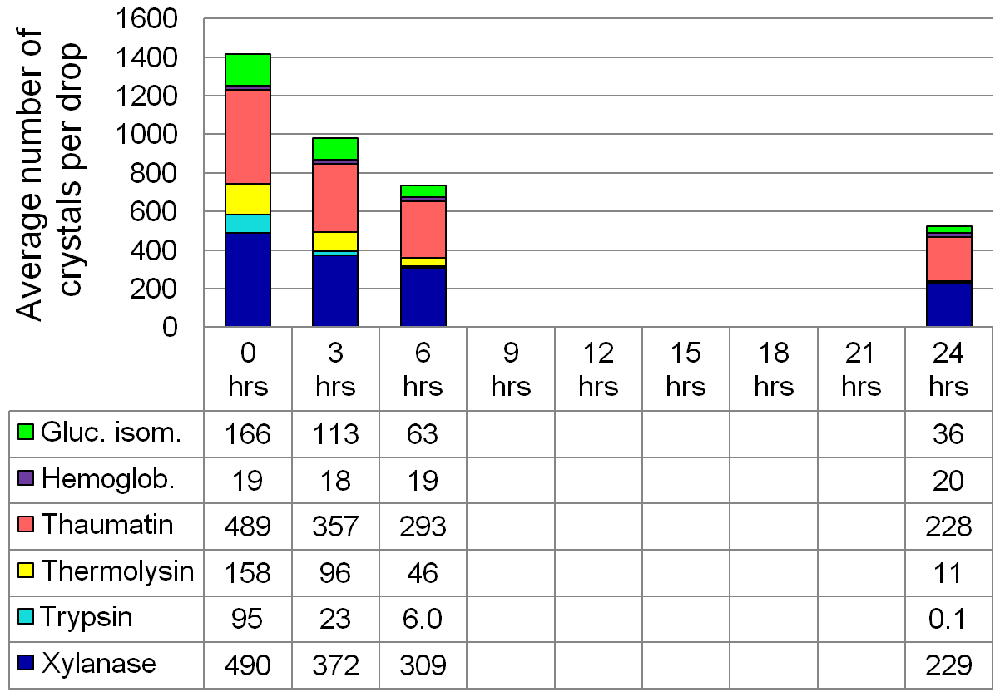 Average number of
crystals per drop
1600
1400
1200
1000
800
600
400
200
0
0 3 6 9 12 15 18 21 24
hrs hrs hrs hrs hrs hrs hrs hrs hrs
Gluc. isom. 166 113 63 36
Hemoglob. 19 18 19 20
Thaumatin 489 357 293 228
Thermolysin 158 96 46 11
Trypsin 95 23 6.0 0.1
Xylanase 490 372 309 229